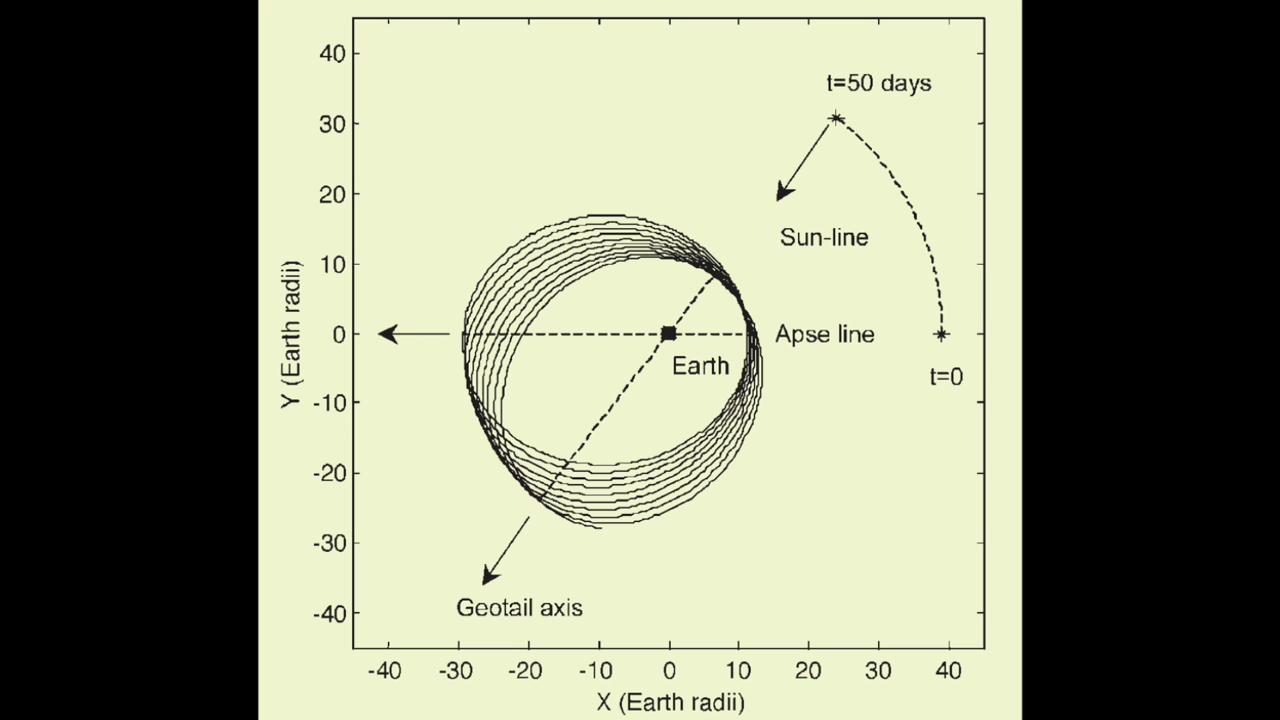 t=50 days
Sun-line
Apse line
Earth
t=0
Geotail axis
Y (Earth radii)
40
30
20
10
0
-10
-20
-30
-40
-40 -30 -20 -10 0 10 20 30 40
X (Earth radii)